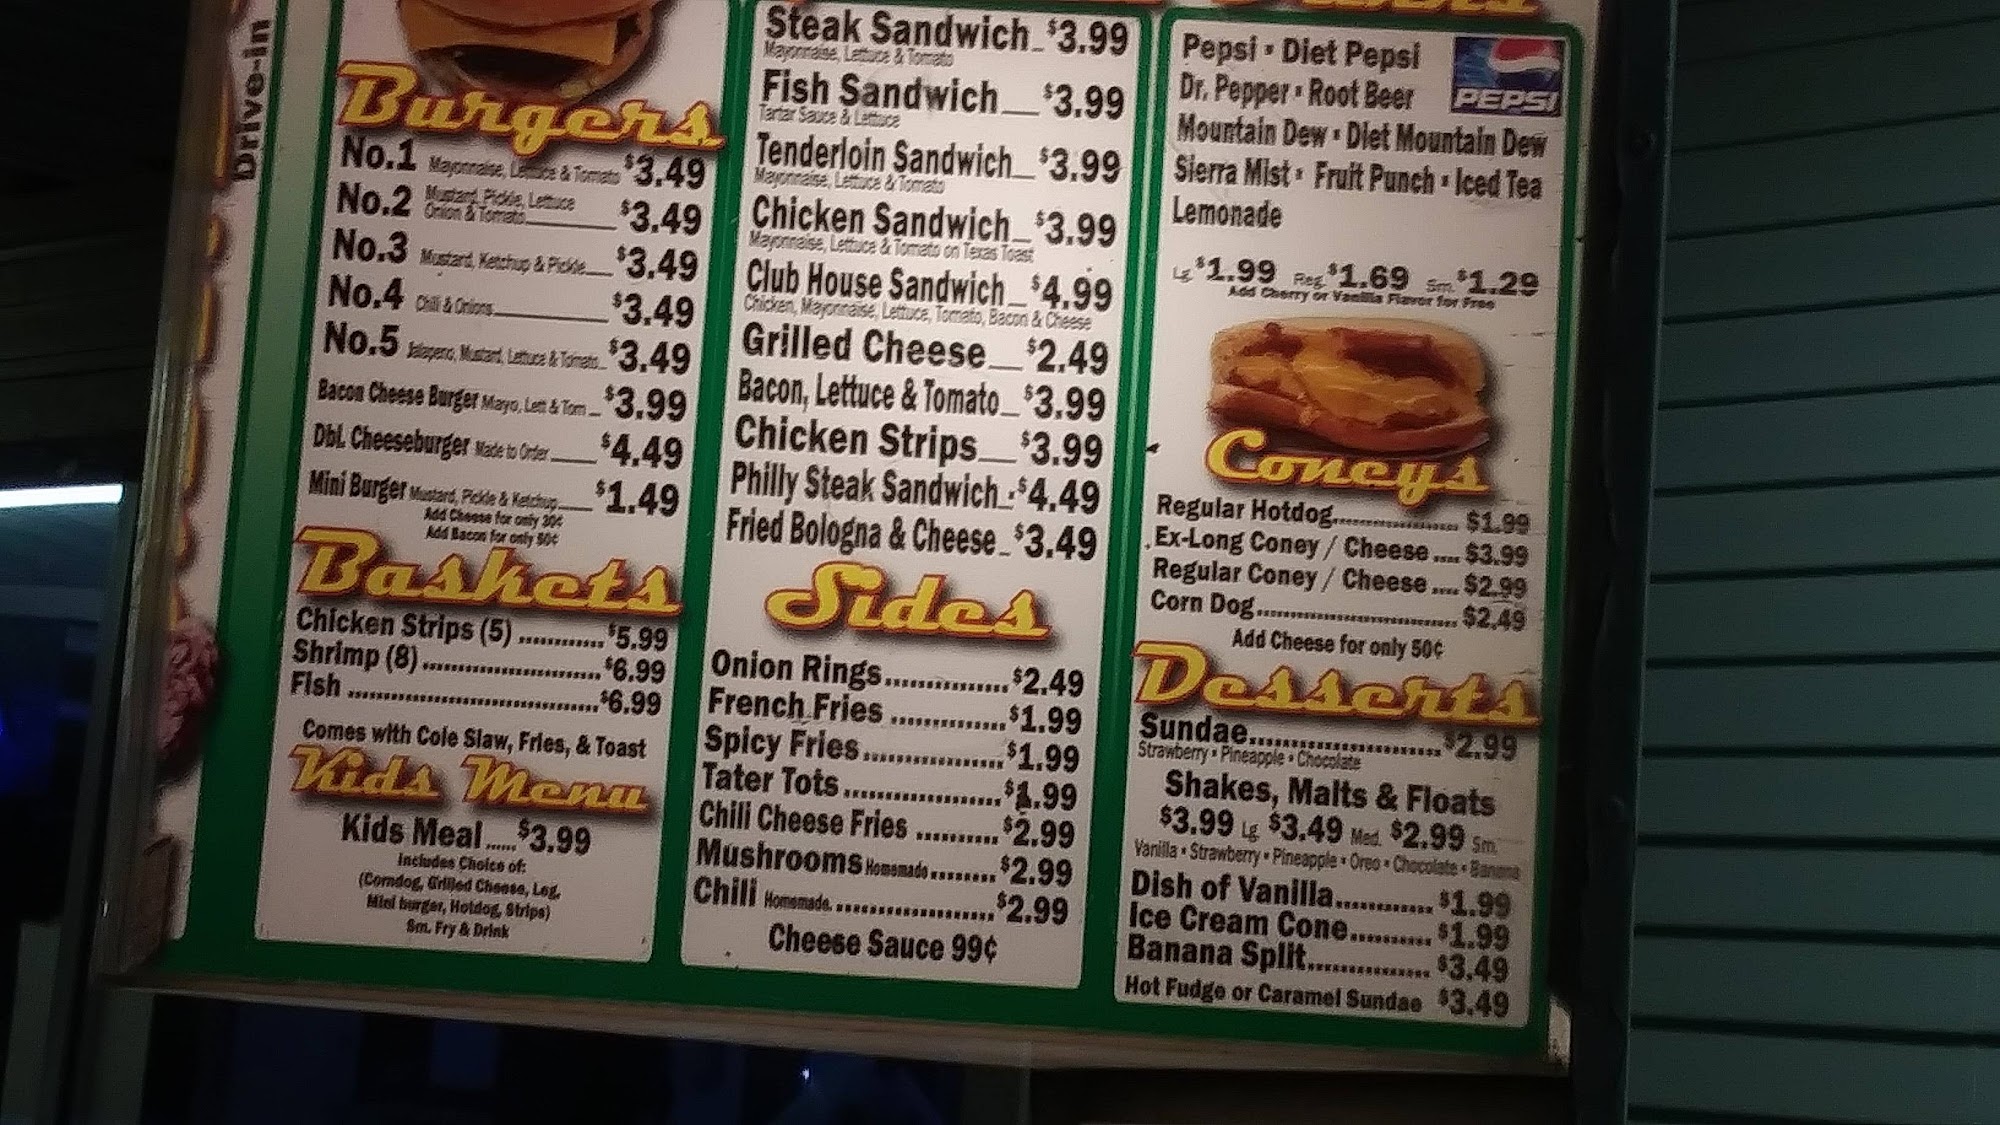 Drive-in
Burgers
No.1 Mayonnaise, Lettuce & Tomato $3.49
No.2 Mustard, Pickle, Lettuce
Onion & Tomato $3.49
No.3 Mustard, Ketchup & Pickle $3.49
No.4 Chili & Onions $3.49
No.5 Jalapeno, Mustard, Lettuce & Tomato $3.49
Bacon Cheese Burger Mayo, Lett & Tom $3.99
Dbl. Cheeseburger Made to Order $4.49
Mini Burger Mustard, Pickle & Ketchup $1.49
Add Cheese for only 30¢
Add Bacon for only 50¢
Baskets
Chicken Strips (5) $5.99
Shrimp (8) $6.99
Fish $6.99
Comes with Cole Slaw, Fries, & Toast
Kids Menu
Kids Meal $3.99
Includes Choice of:
(Corndog, Grilled Cheese, Leg,
Mini burger, Hotdog, Strips)
Sm. Fry & Drink
Steak Sandwich $3.99
Mayonnaise, Lettuce & Tomato
Fish Sandwich $3.99
Tartar Sauce & Lettuce
Tenderloin Sandwich $3.99
Mayonnaise, Lettuce & Tomato
Chicken Sandwich $3.99
Mayonnaise, Lettuce & Tomato on Texas Toast
Club House Sandwich $4.99
Chicken, Mayonnaise, Lettuce, Tomato, Bacon & Cheese
Grilled Cheese $2.49
Bacon, Lettuce & Tomato $3.99
Chicken Strips $3.99
Philly Steak Sandwich $4.49
Fried Bologna & Cheese $3.49
Sides
Onion Rings $2.49
French Fries $1.99
Spicy Fries $1.99
Tater Tots $1.99
Chili Cheese Fries $2.99
Mushrooms Homemade $2.99
Chili Homemade $2.99
Cheese Sauce 99¢
Pepsi • Diet Pepsi
PEPSI
Dr. Pepper • Root Beer
Mountain Dew • Diet Mountain Dew
Sierra Mist • Fruit Punch • Iced Tea
Lemonade
Lg. $1.99 Reg. $1.69 Sm. $1.29
Add Cherry or Vanilla Flavor for Free
Coneys
Regular Hotdog $1.99
Ex-Long Coney / Cheese $3.99
Regular Coney / Cheese $2.99
Corn Dog $2.49
Add Cheese for only 50¢
Desserts
Sundae $2.99
Strawberry • Pineapple • Chocolate
Shakes, Malts & Floats
$3.99 Lg. $3.49 Med. $2.99 Sm.
Vanilla • Strawberry • Pineapple • Oreo • Chocolate • Banana
Dish of Vanilla $1.99
Ice Cream Cone $1.99
Banana Split $3.49
Hot Fudge or Caramel Sundae $3.49